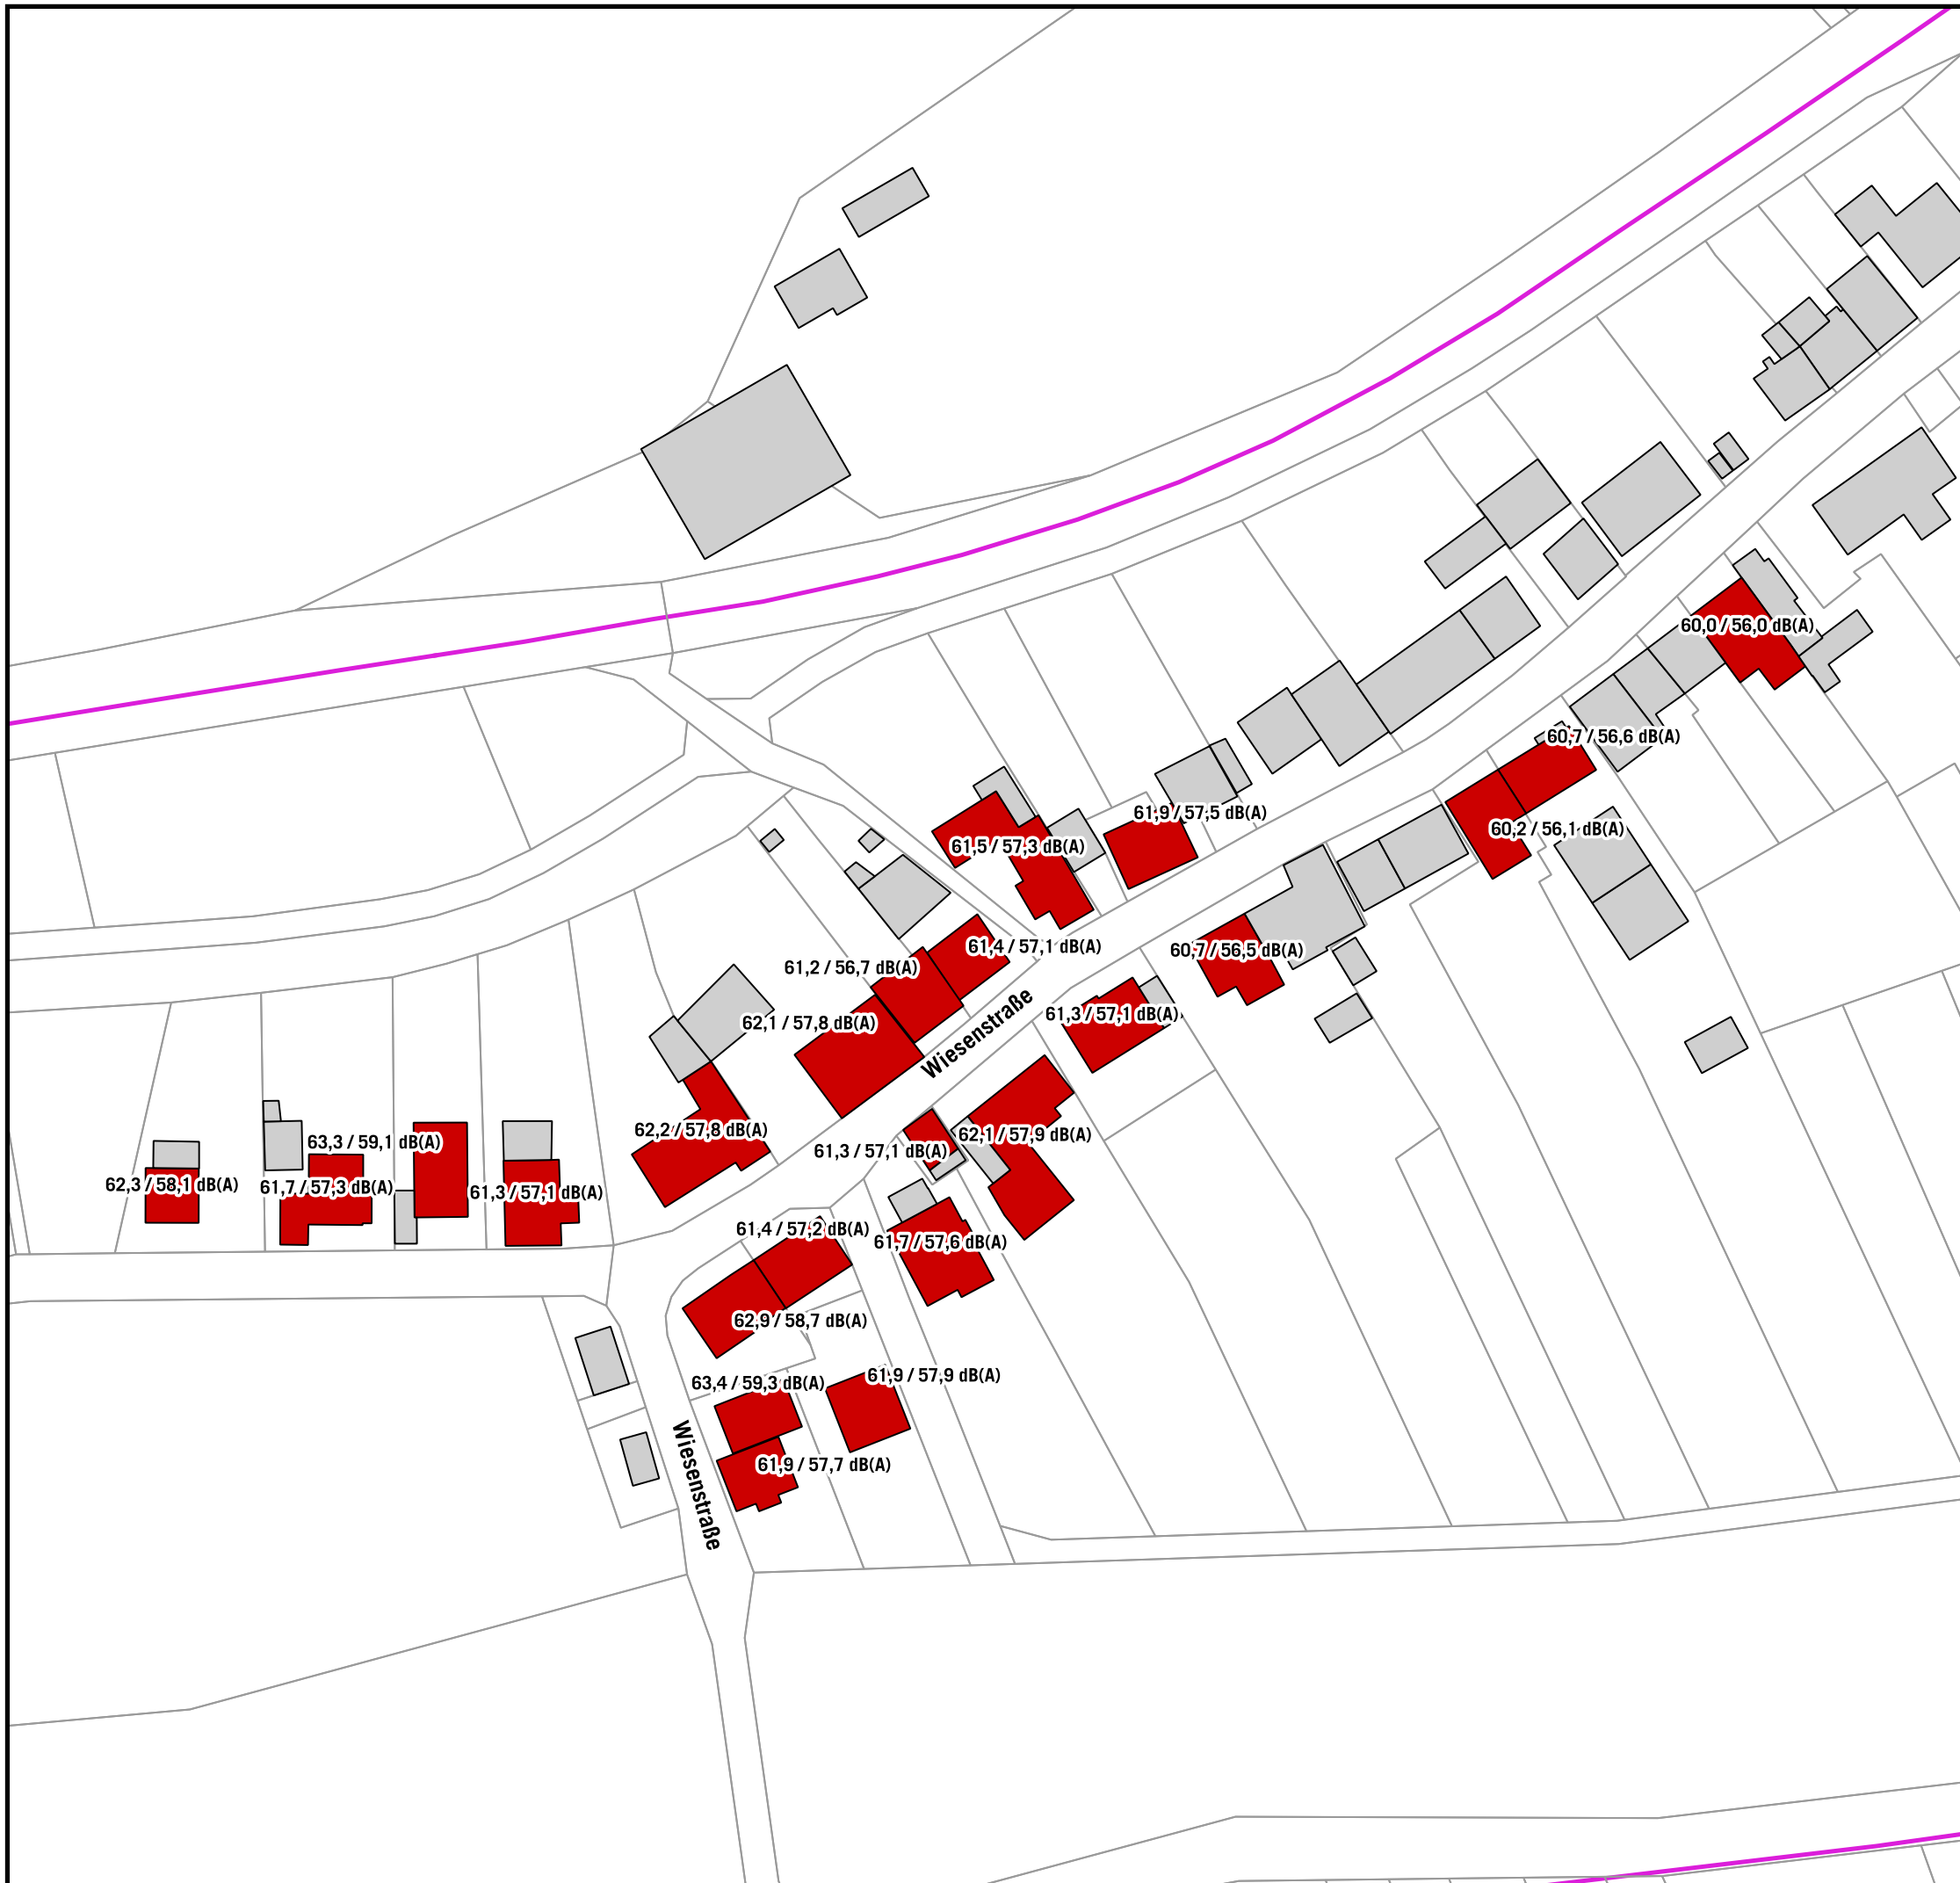 60,0 / 56,0 dB(A)
60,7 / 56,6 dB(A)
61,9 / 57,5 dB(A)
60,2 / 56,1 dB(A)
61,5 / 57,3 dB(A)
61,4 / 57,1 dB(A)
60,7 / 56,5 dB(A)
61,2 / 56,7 dB(A)
61,3 / 57,1 dB(A)
62,1 / 57,8 dB(A)
Wiesenstraße
62,2 / 57,8 dB(A)
62,1 / 57,9 dB(A)
63,3 / 59,1 dB(A)
61,3 / 57,1 dB(A)
62,3 / 58,1 dB(A)
61,7 / 57,3 dB(A)
61,3 / 57,1 dB(A)
61,4 / 57,2 dB(A)
61,7 / 57,6 dB(A)
62,9 / 58,7 dB(A)
63,4 / 59,3 dB(A)
61,9 / 57,9 dB(A)
61,9 / 57,7 dB(A)
Wiesenstraße